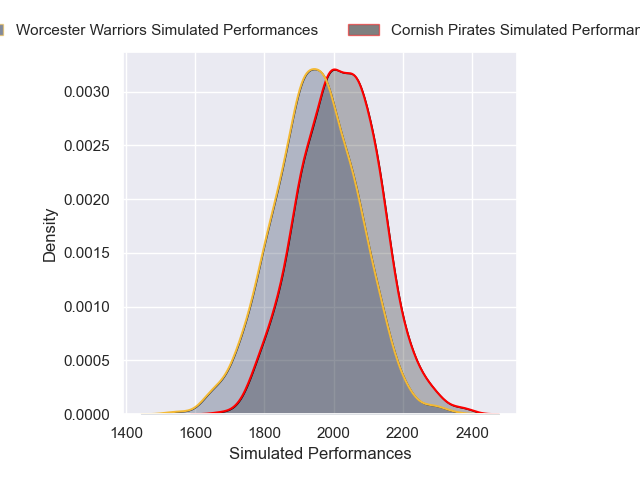 Worcester Warriors Simulated Performances
Cornish Pirates Simulated
0.0030
0.0025
0.0020
0.0015
0.0010
0.0005
0.0000
Density
1400 1600 1800 2000 2200 2400
Simulated Performances